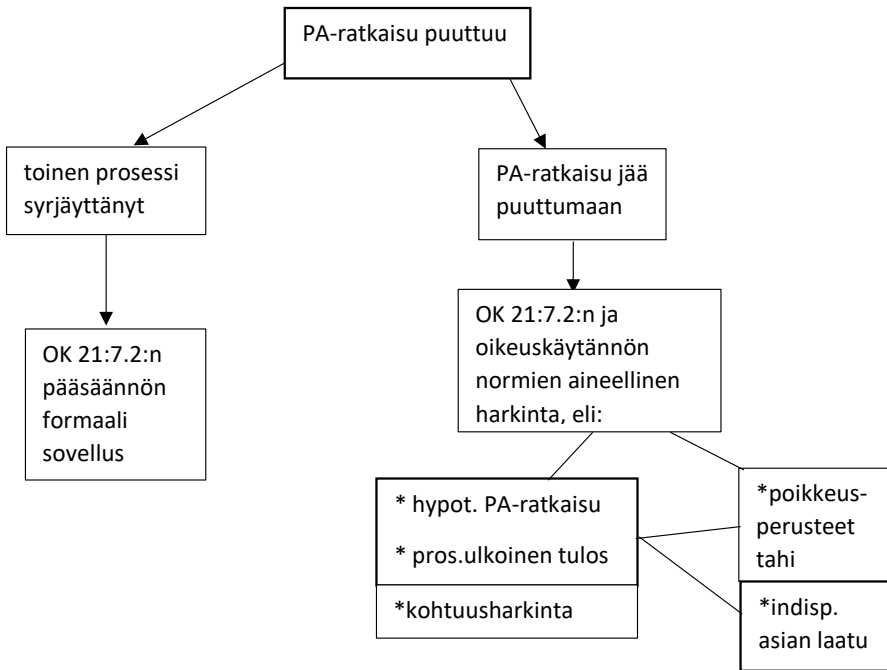 PA-ratkaisu puuttuu
toinen prosessi
syrjäyttänyt
PA-ratkaisu jää
puuttumaan
OK 21:7.2:n
pääsäännön
formaali
sovellus
OK 21:7.2:n ja
oikeuskäytännön
normien aineellinen
harkinta, eli:
* hypot. PA-ratkaisu
* pros.ulkoinen tulos
*kohtuusharkinta
*poikkeus-
perusteet
tahi
*indisp.
asian laatu